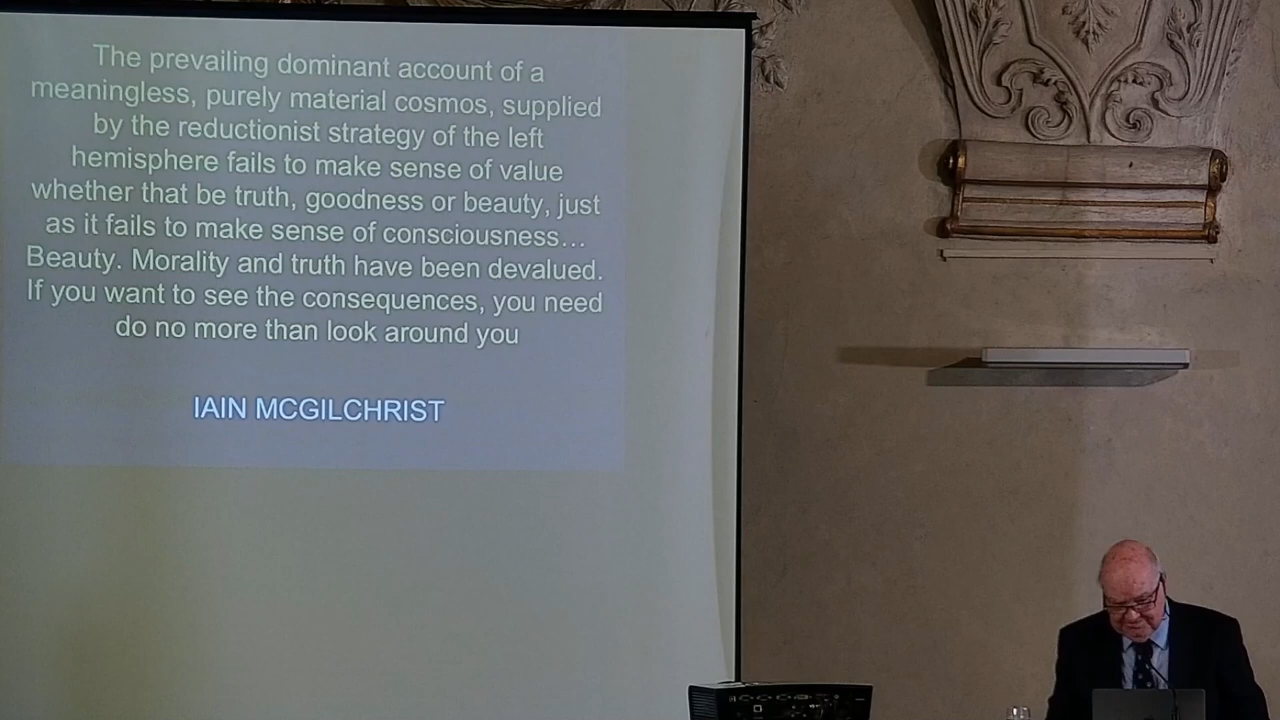 The prevailing dominant account of a
meaningless, purely material cosmos, supplied
by the reductionist strategy of the left
hemisphere fails to make sense of value
whether that be truth, goodness or beauty, just
as it fails to make sense of consciousness…
Beauty. Morality and truth have been devalued.
If you want to see the consequences, you need
do no more than look around you
IAIN MCGILCHRIST